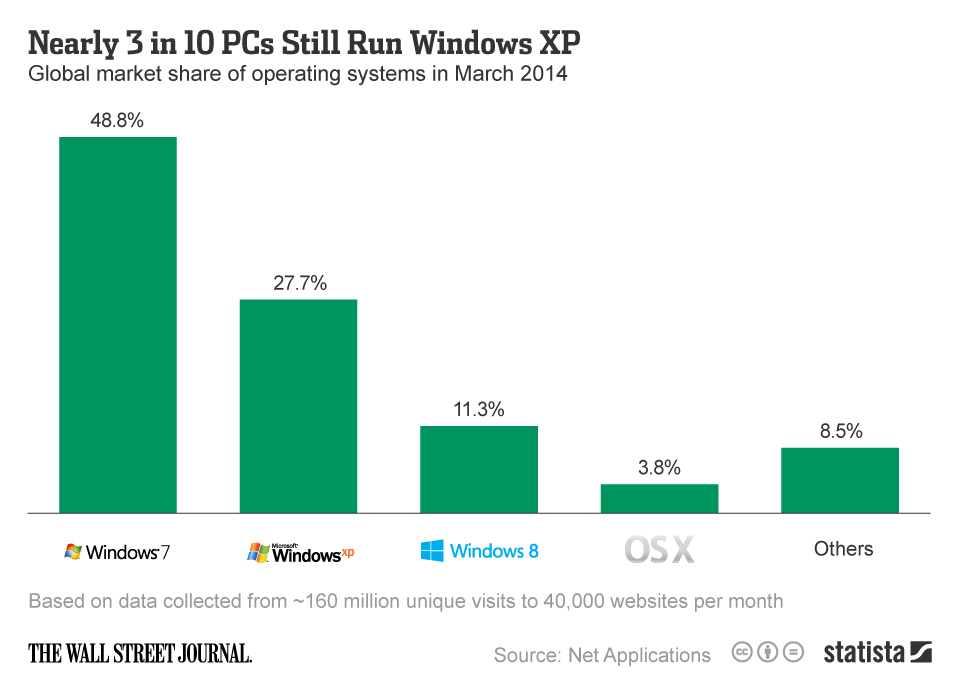 Nearly 3 in 10 PCs Still Run Windows XP
Global market share of operating systems in March 2014
48.8%
27.7%
11.3%
3.8%
8.5%
Windows 7
Microsoft
Windows xp
Windows 8
OS X
Others
Based on data collected from ~160 million unique visits to 40,000 websites per month
THE WALL STREET JOURNAL.
Source: Net Applications
cc
=
statista